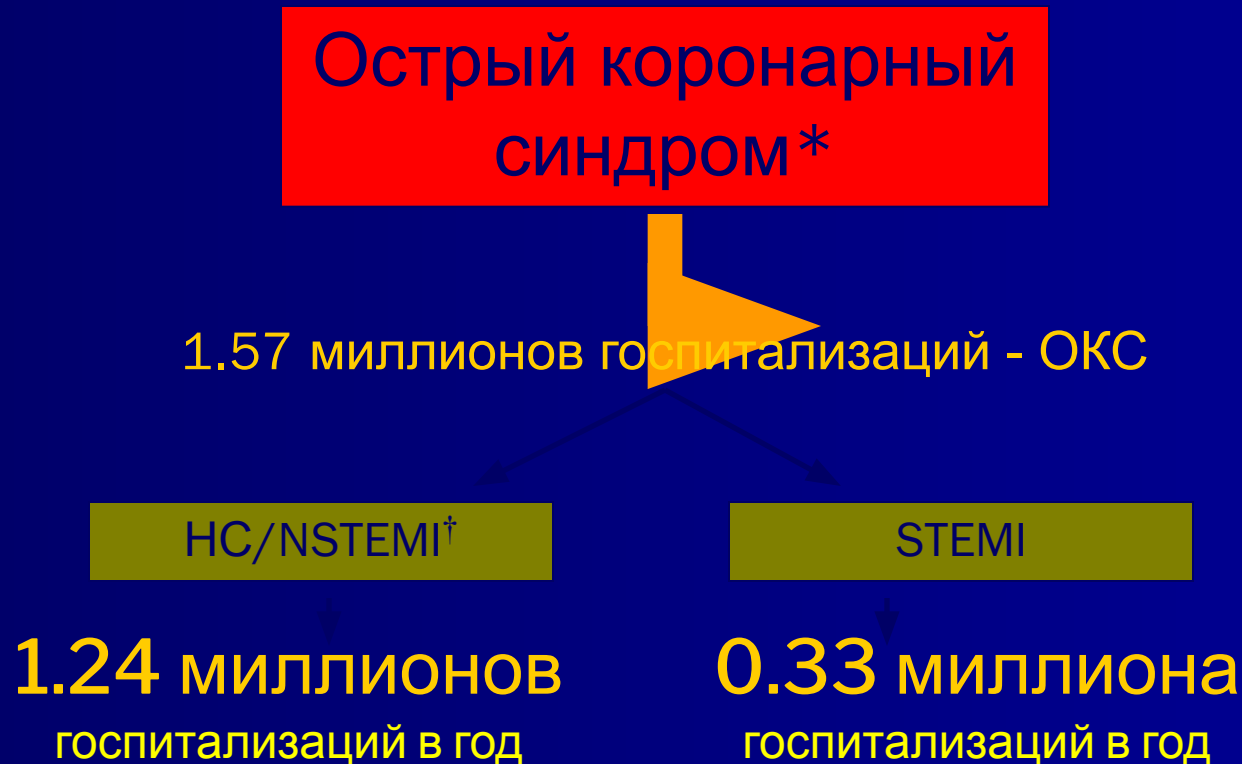 Острый коронарный
синдром*
1.57 миллионов госпитализаций - ОКС
НС/NSTEMI†
STEMI
1.24 миллионов
0.33 миллиона
госпитализаций в год
госпитализаций в год